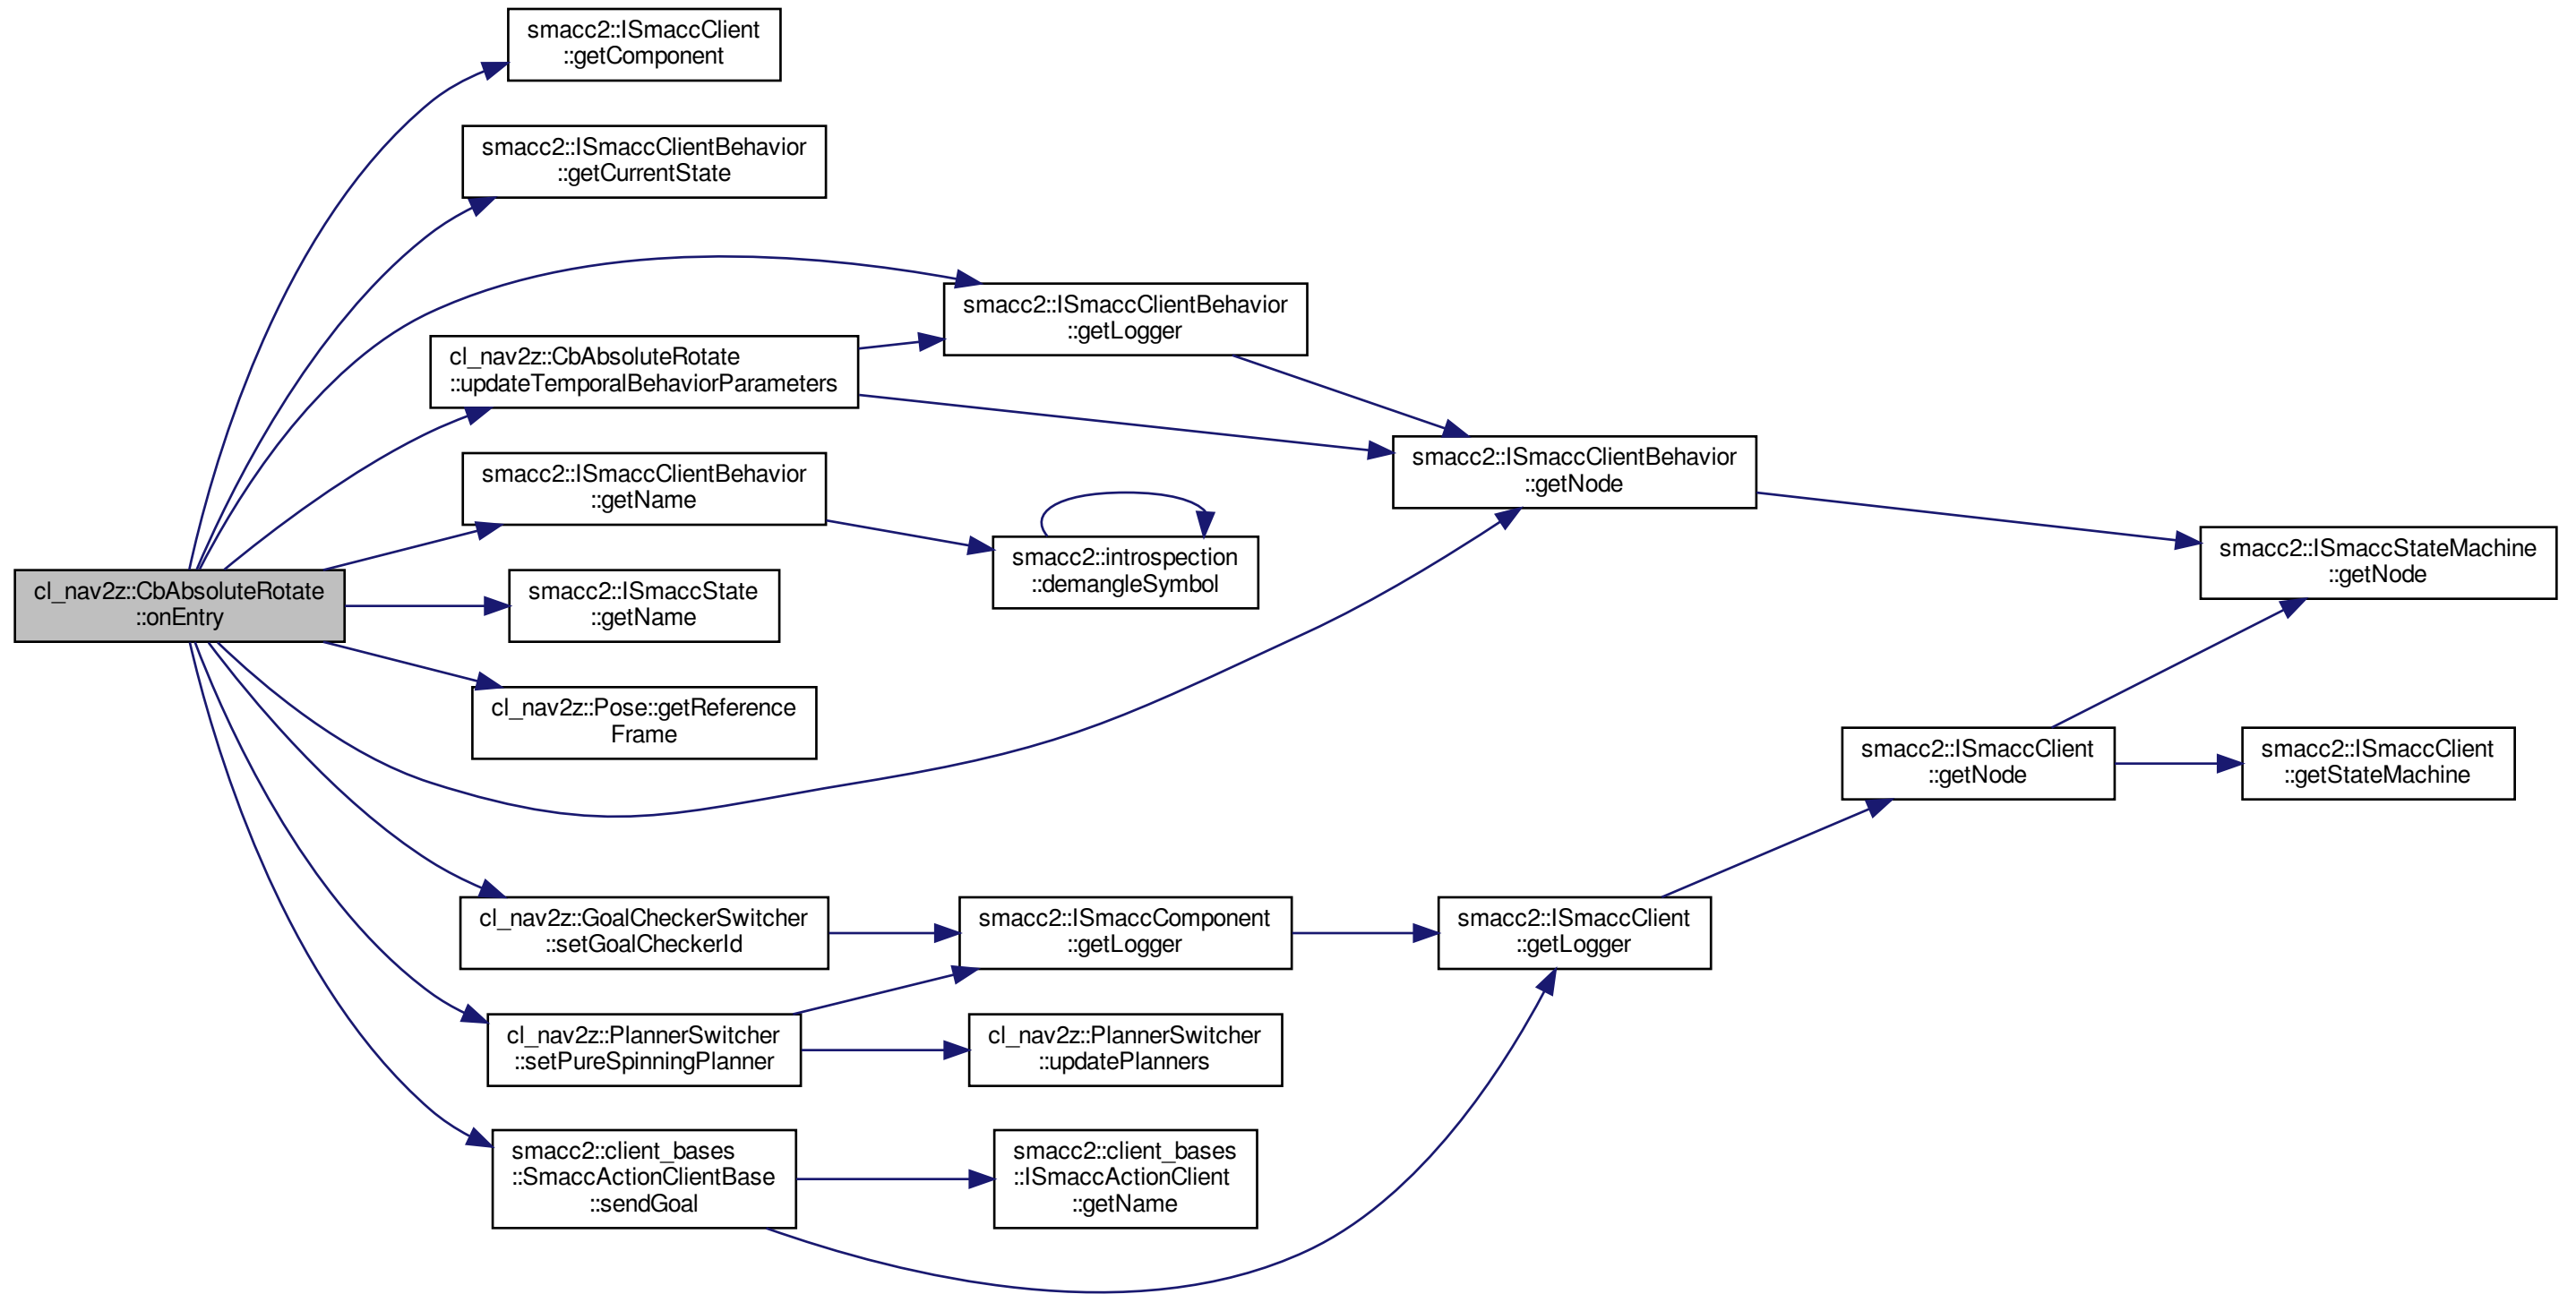 smacc2::ISmaccClient
::getComponent
smacc2::ISmaccClientBehavior
::getCurrentState
smacc2::ISmaccClientBehavior
::getLogger
cl_nav2z::CbAbsoluteRotate
::updateTemporalBehaviorParameters
smacc2::ISmaccClientBehavior
::getNode
smacc2::ISmaccClientBehavior
::getName
smacc2::introspection
::demangleSymbol
smacc2::ISmaccStateMachine
::getNode
cl_nav2z::CbAbsoluteRotate
::onEntry
smacc2::ISmaccState
::getName
cl_nav2z::Pose::getReference
Frame
smacc2::ISmaccClient
::getNode
smacc2::ISmaccClient
::getStateMachine
cl_nav2z::GoalCheckerSwitcher
::setGoalCheckerId
smacc2::ISmaccComponent
::getLogger
smacc2::ISmaccClient
::getLogger
cl_nav2z::PlannerSwitcher
::setPureSpinningPlanner
cl_nav2z::PlannerSwitcher
::updatePlanners
smacc2::client_bases
::SmaccActionClientBase
::sendGoal
smacc2::client_bases
::ISmaccActionClient
::getName